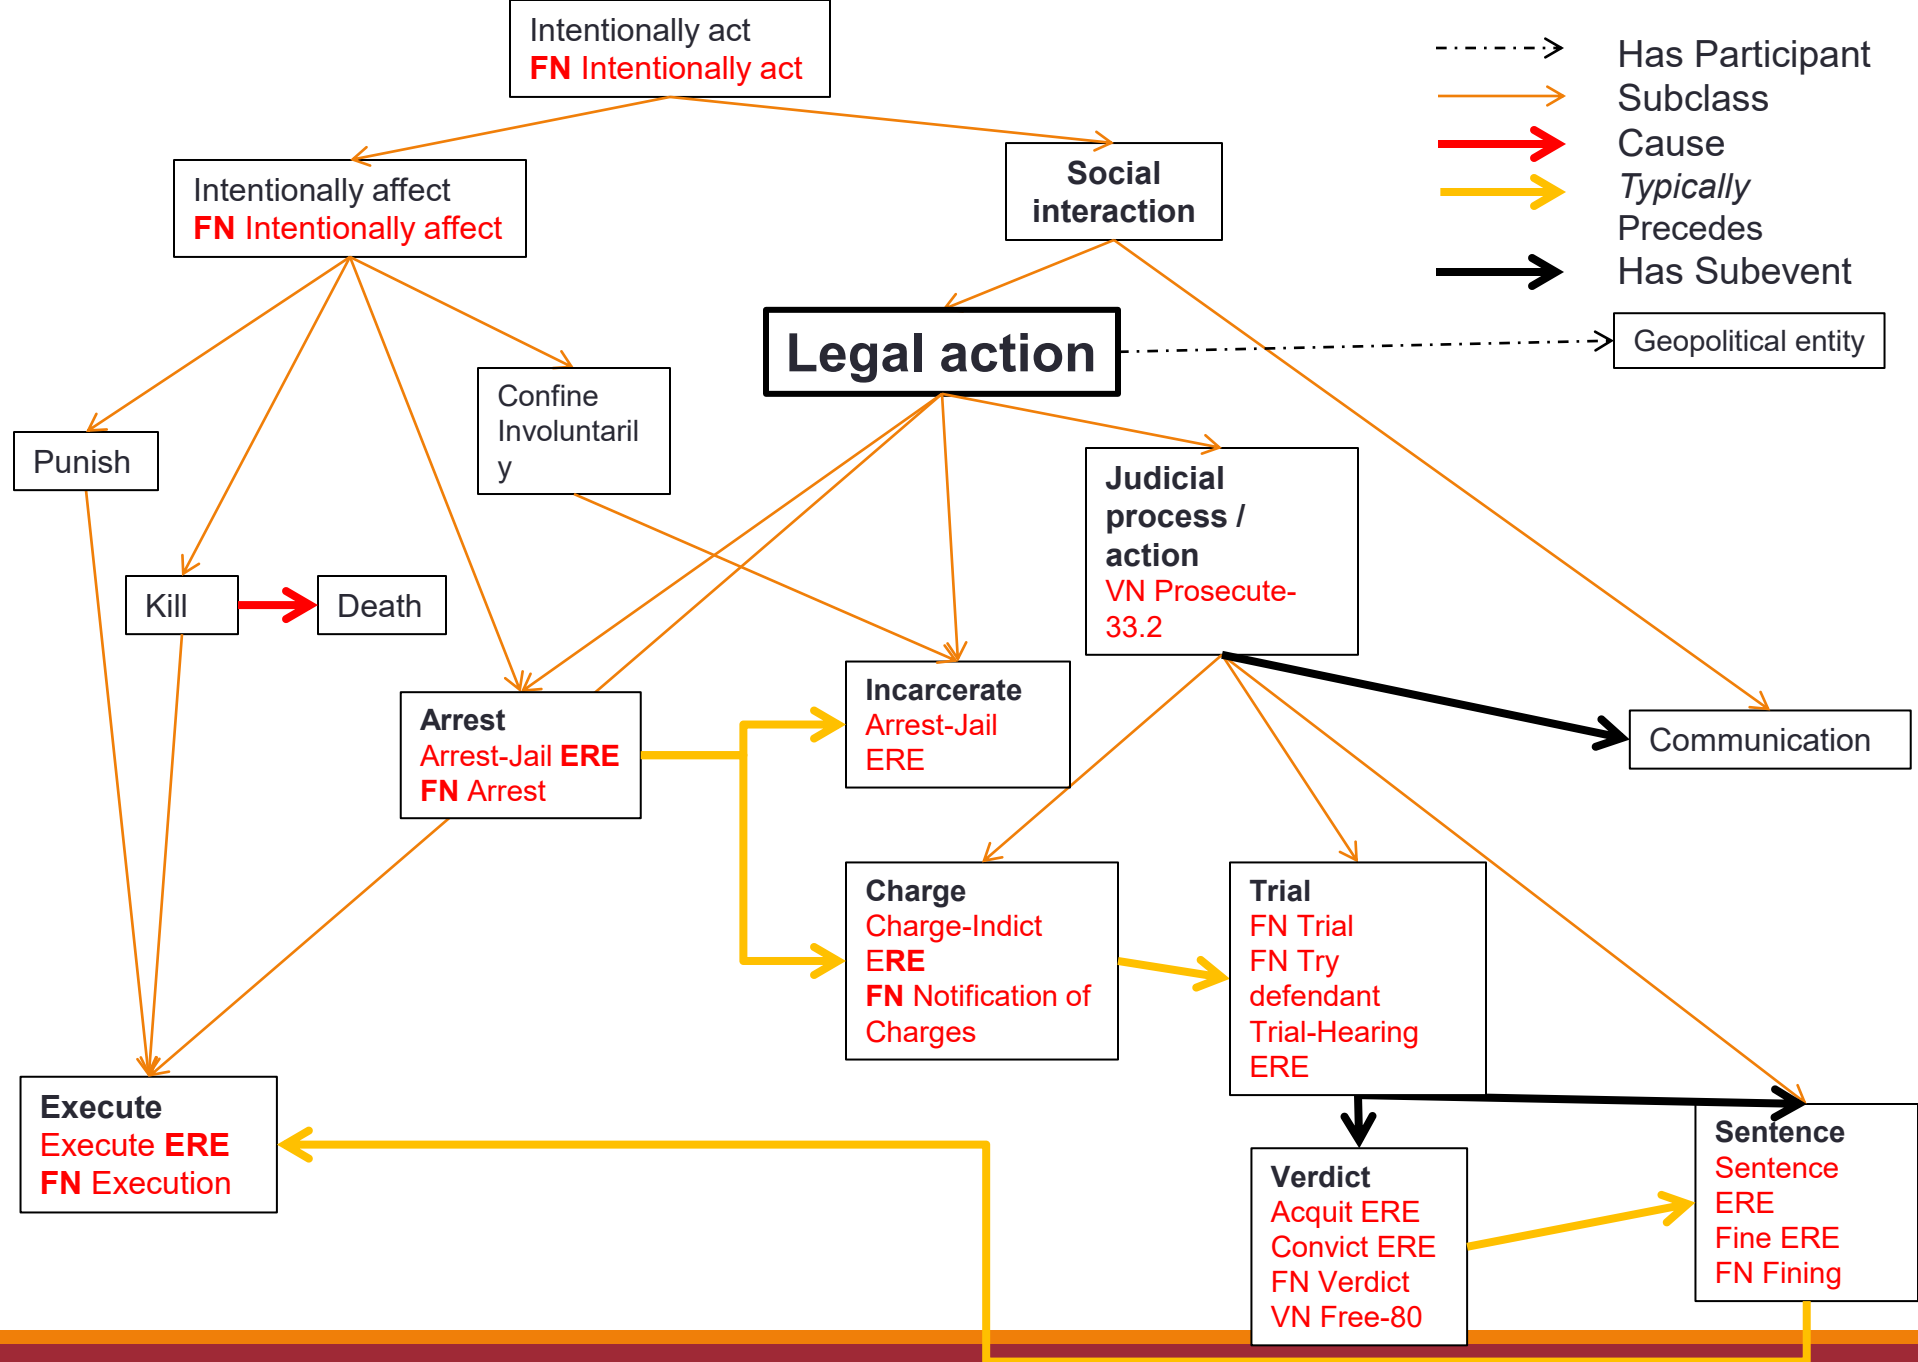 Intentionally act
FN Intentionally act
Has Participant
Subclass
Cause
Typically
Precedes
Has Subevent
Intentionally affect
FN Intentionally affect
Social
interaction
Legal action
Geopolitical entity
Confine
Involuntaril
y
Punish
Judicial
process /
action
VN Prosecute-
33.2
Kill
Death
Arrest
Arrest-Jail ERE
FN Arrest
Incarcerate
Arrest-Jail
ERE
Communication
Charge
Charge-Indict
ERE
FN Notification of
Charges
Trial
FN Trial
FN Try
defendant
Trial-Hearing
ERE
Execute
Execute ERE
FN Execution
Verdict
Acquit ERE
Convict ERE
FN Verdict
VN Free-80
Sentence
Sentence
ERE
Fine ERE
FN Fining